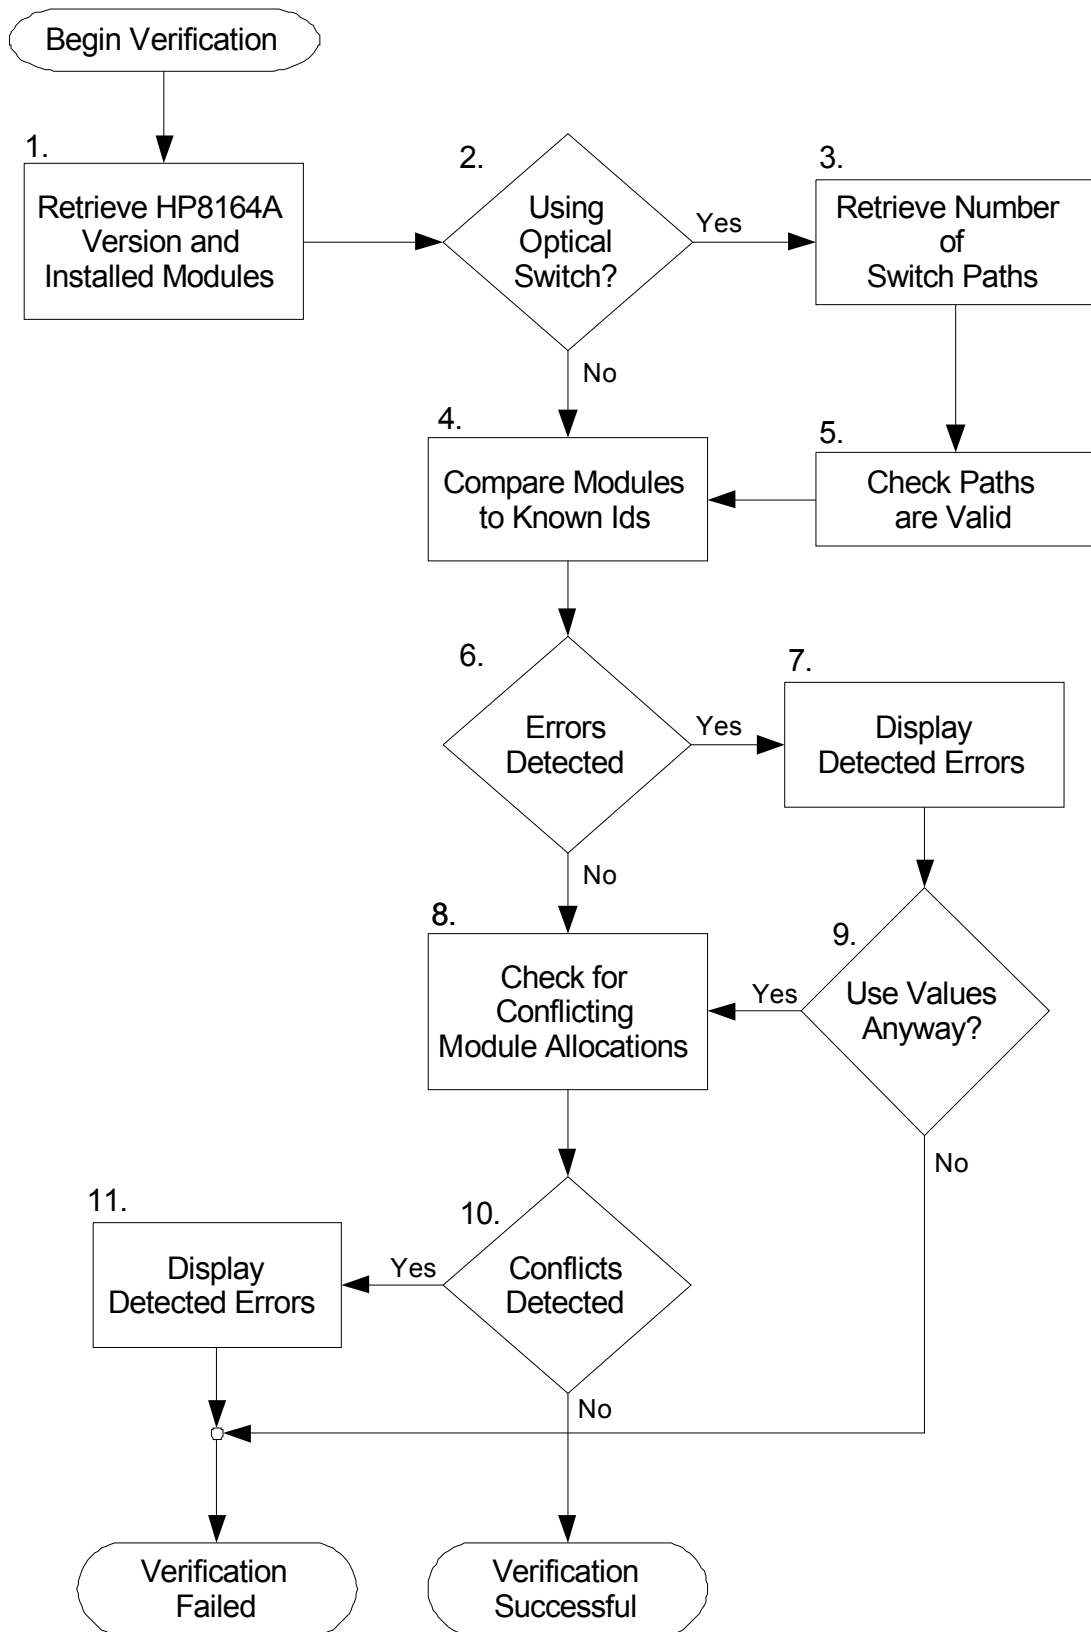 Begin Verification
1.
Retrieve HP8164A
Version and
Installed Modules
2.
Using
Optical
Switch?
Yes
3.
Retrieve Number
of
Switch Paths
No
4.
Compare Modules
to Known Ids
5.
Check Paths
are Valid
6.
Errors
Detected
Yes
7.
Display
Detected Errors
No
8.
Check for
Conflicting
Module Allocations
9.
Use Values
Anyway?
Yes
No
10.
Conflicts
Detected
Yes
11.
Display
Detected Errors
No
Verification
Failed
Verification
Successful